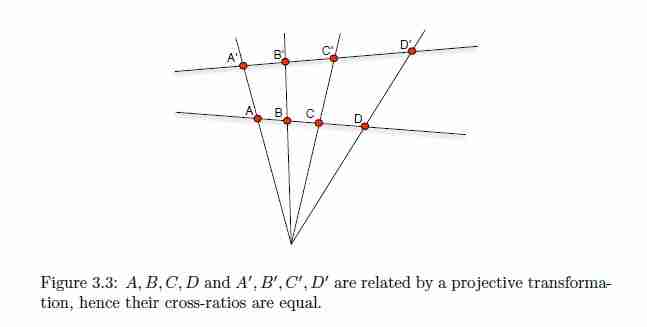 A' B' C' D'
A B C D
Figure 3.3: A, B, C, D and A′, B′, C′, D′ are related by a projective transforma-
tion, hence their cross-ratios are equal.